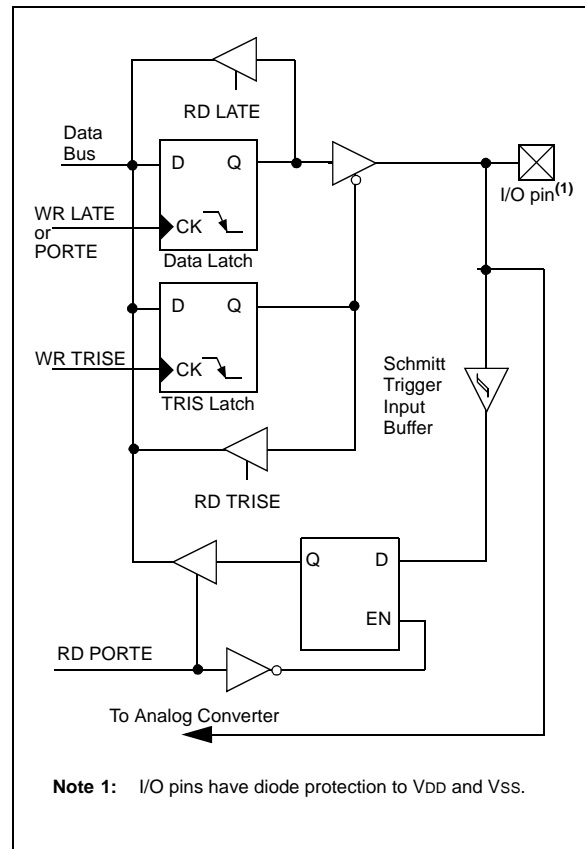 RD LATE
Data
Bus
D Q
I/O pin(1)
WR LATE
or
PORTE
CK
Data Latch
D Q
WR TRISE
CK
TRIS Latch
Schmitt
Trigger
Input
Buffer
RD TRISE
Q D
EN
RD PORTE
To Analog Converter
Note 1: I/O pins have diode protection to VDD and VSS.